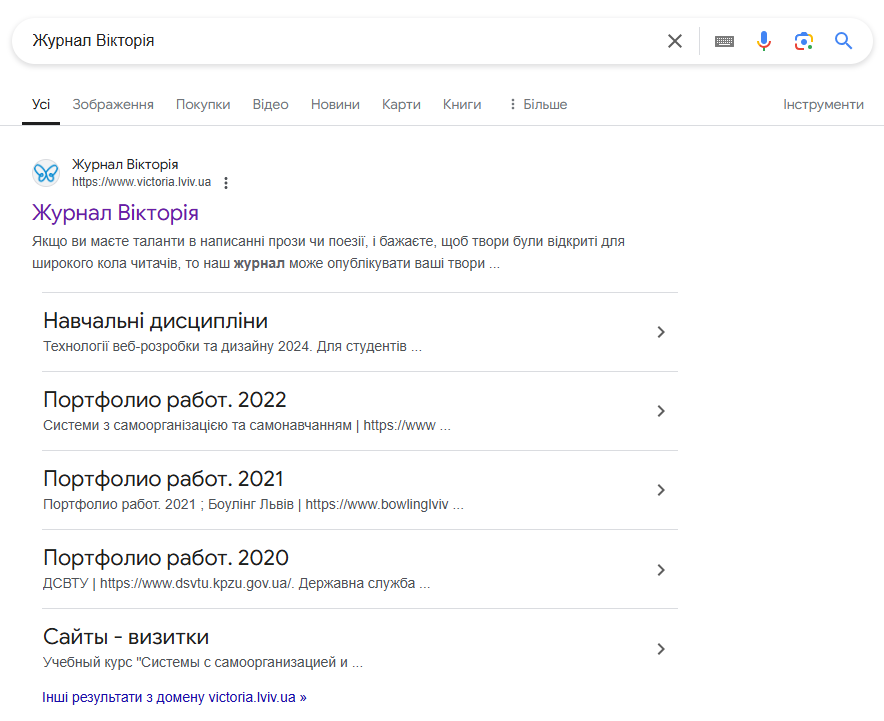 Журнал Вікторія
Усі Зображення Покупки Відео Новини Карти Книги Більше Інструменти
Журнал Вікторія
https://www.victoria.lviv.ua
Журнал Вікторія
Якщо ви маєте таланти в написанні прози чи поезії, і бажаєте, щоб твори були відкриті для
широкого кола читачів, то наш журнал може опублікувати ваші твори ...
Навчальні дисципліни
Технології веб-розробки та дизайну 2024. Для студентів ...
Портфолио работ. 2022
Системи з самоорганізацією та самонавчанням | https://www ...
Портфолио работ. 2021
Портфолио работ. 2021 ; Боулінг Львів | https://www.bowlinglviv ...
Портфолио работ. 2020
ДСВТУ | https://www.dsvtu.kpzu.gov.ua/. Державна служба ...
Сайты - визитки
Учебный курс "Системы с самоорганизацией и ...
Інші результати з домену victoria.lviv.ua »